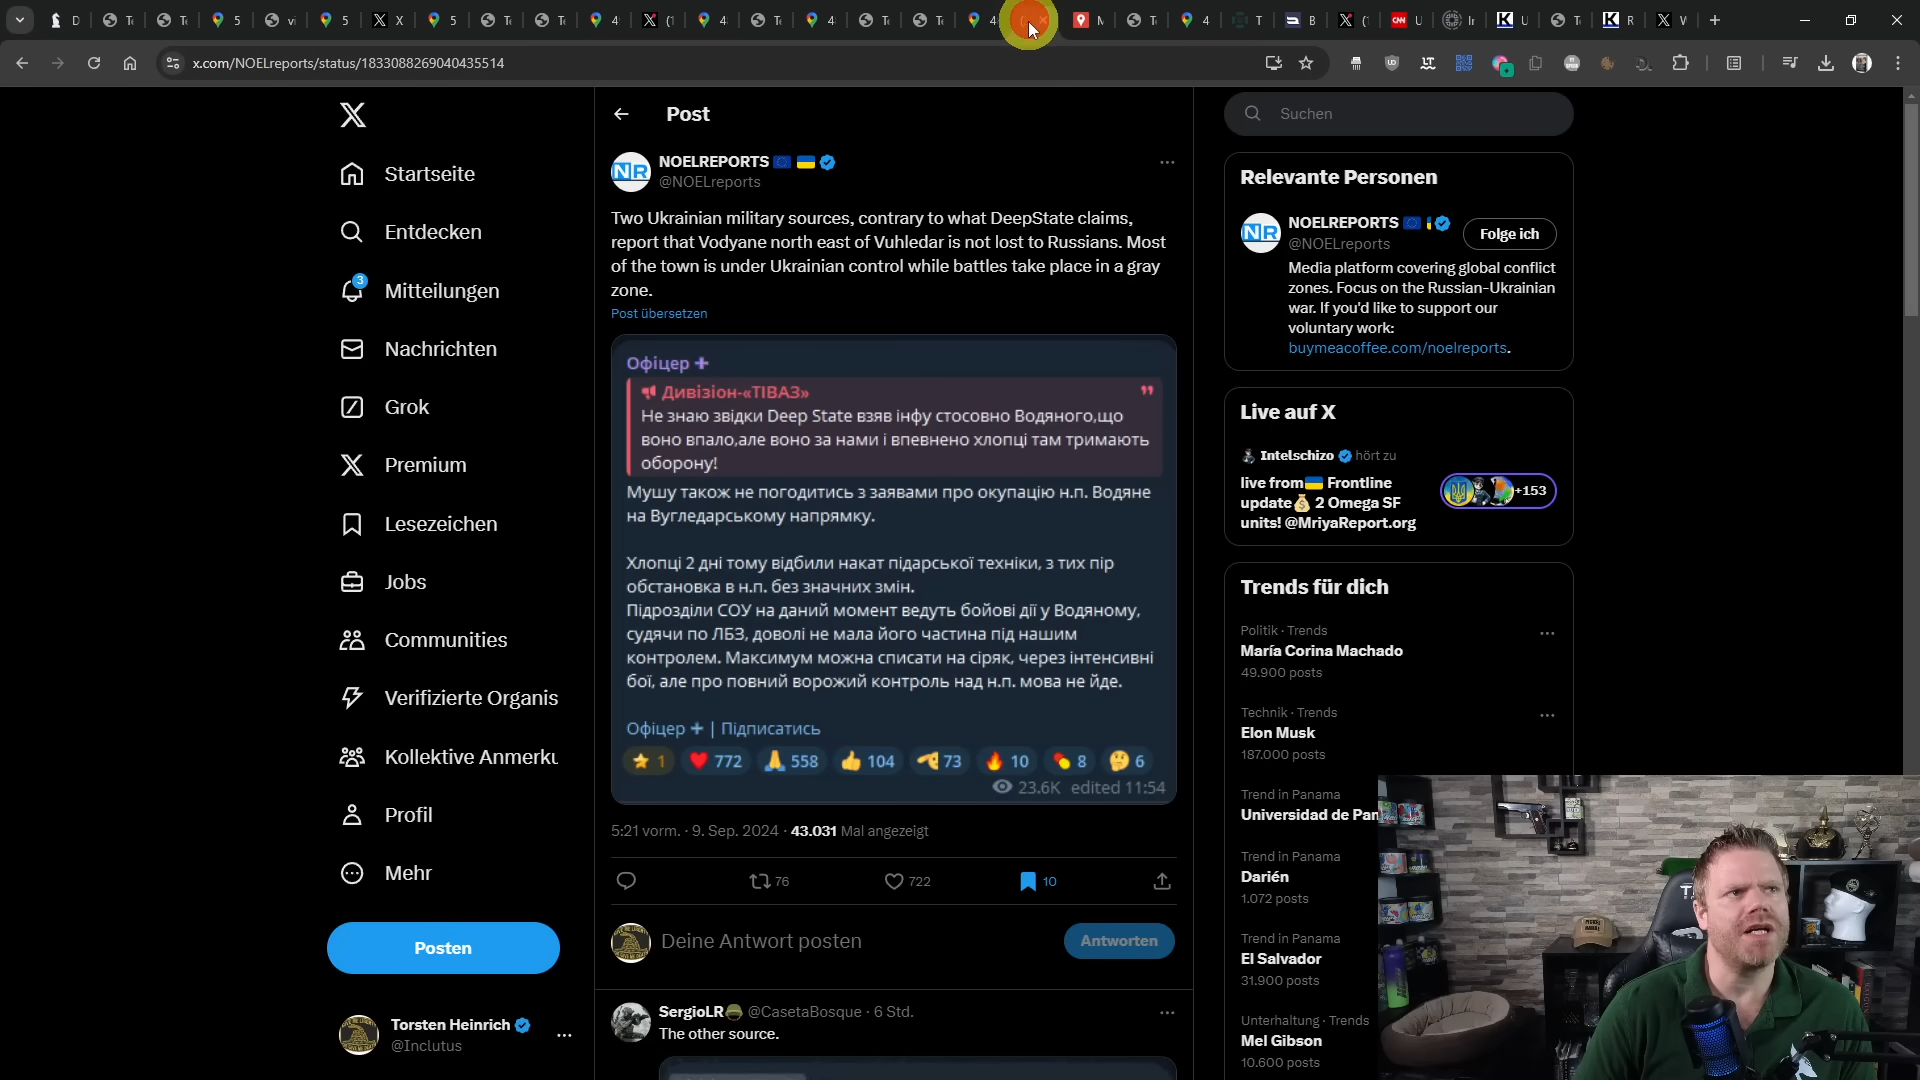 x.com/NOELreports/status/1833088269040435514
Post
Suchen
Startseite
Entdecken
3
Mitteilungen
Nachrichten
Grok
Premium
Lesezeichen
Jobs
Communities
Verifizierte Organis
Kollektive Anmerku
Profil
Mehr
Posten
Torsten Heinrich
@Inclutus
NR
NOELREPORTS
@NOELreports
Two Ukrainian military sources, contrary to what DeepState claims,
report that Vodyane north east of Vuhledar is not lost to Russians. Most
of the town is under Ukrainian control while battles take place in a gray
zone.
Post übersetzen
Офіцер
Дивізіон-«ТІВАЗ»
Не знаю звідки Deep State взяв інфу стосовно Водяного,що
воно впало,але воно за нами і впевнено хлопці там тримають
оборону!
Мушу також не погодитись з заявами про окупацію н.п. Водяне
на Вугледарському напрямку.
Хлопці 2 дні тому відбили накат підарської техніки, з тих пір
обстановка в н.п. без значних змін.
Підрозділи СОУ на даний момент ведуть бойові дії у Водяному,
судячи по ЛБЗ, доволі не мала його частина під нашим
контролем. Максимум можна списати на сіряк, через інтенсивні
бої, але про повний ворожий контроль над н.п. мова не йде.
Офіцер + | Підписатись
1 772 558 104 73 10 8 6
23.6K edited 11:54
5:21 vorm. · 9. Sep. 2024 · 43.031 Mal angezeigt
76 722 10
Deine Antwort posten
Antworten
SergioLR @CasetaBosque · 6 Std.
The other source.
Relevante Personen
NR
NOELREPORTS
@NOELreports
Folge ich
Media platform covering global conflict
zones. Focus on the Russian-Ukrainian
war. If you'd like to support our
voluntary work:
buymeacoffee.com/noelreports.
Live auf X
Intelschizo hört zu
live from Frontline
update 2 Omega SF
units! @MriyaReport.org
+153
Trends für dich
Politik · Trends
María Corina Machado
49.900 posts
Technik · Trends
Elon Musk
187.000 posts
Trend in Panama
Universidad de Pan
Trend in Panama
Darién
1.072 posts
Trend in Panama
El Salvador
31.900 posts
Unterhaltung · Trends
Mel Gibson
10.600 posts